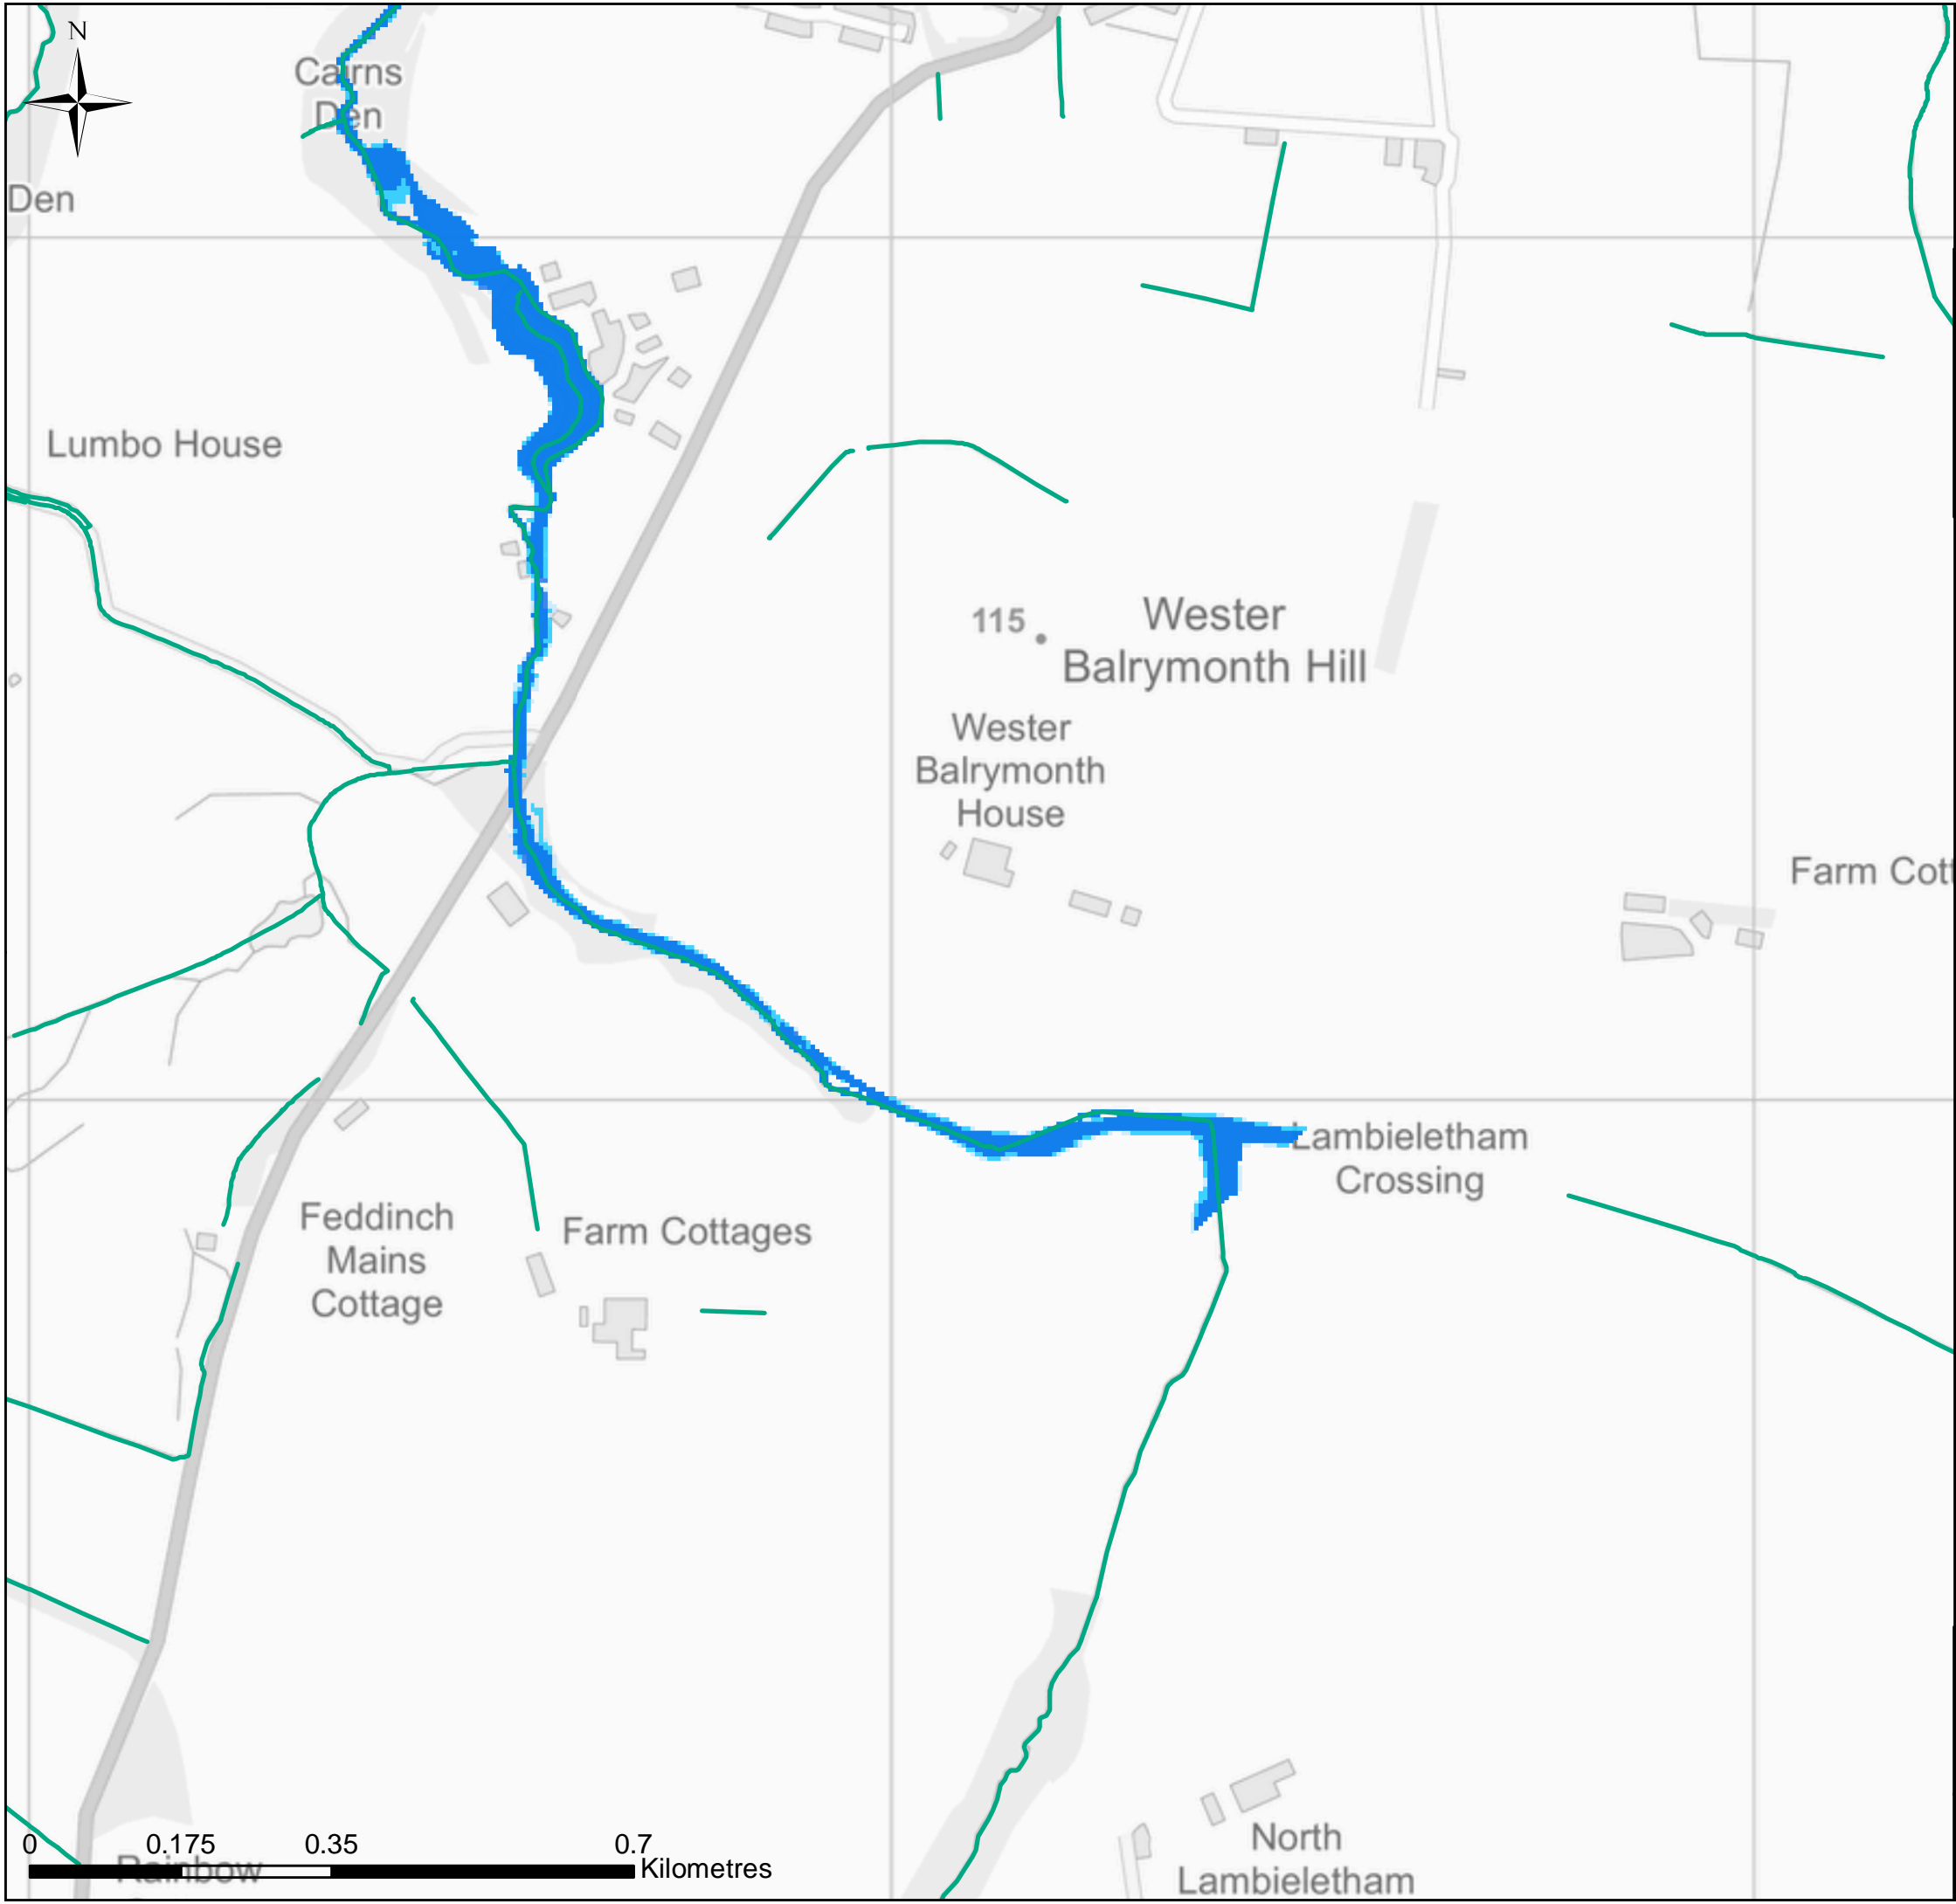 N
Cairns
Den
Den
Lumbo House
115
Wester
Balrymonth Hill
Wester
Balrymonth
House
Farm Cott
Lambieletham
Crossing
Feddinch
Mains
Cottage
Farm Cottages
North
Lambieletham
0 0.175 0.35 0.7
Kilometres
Rainbow